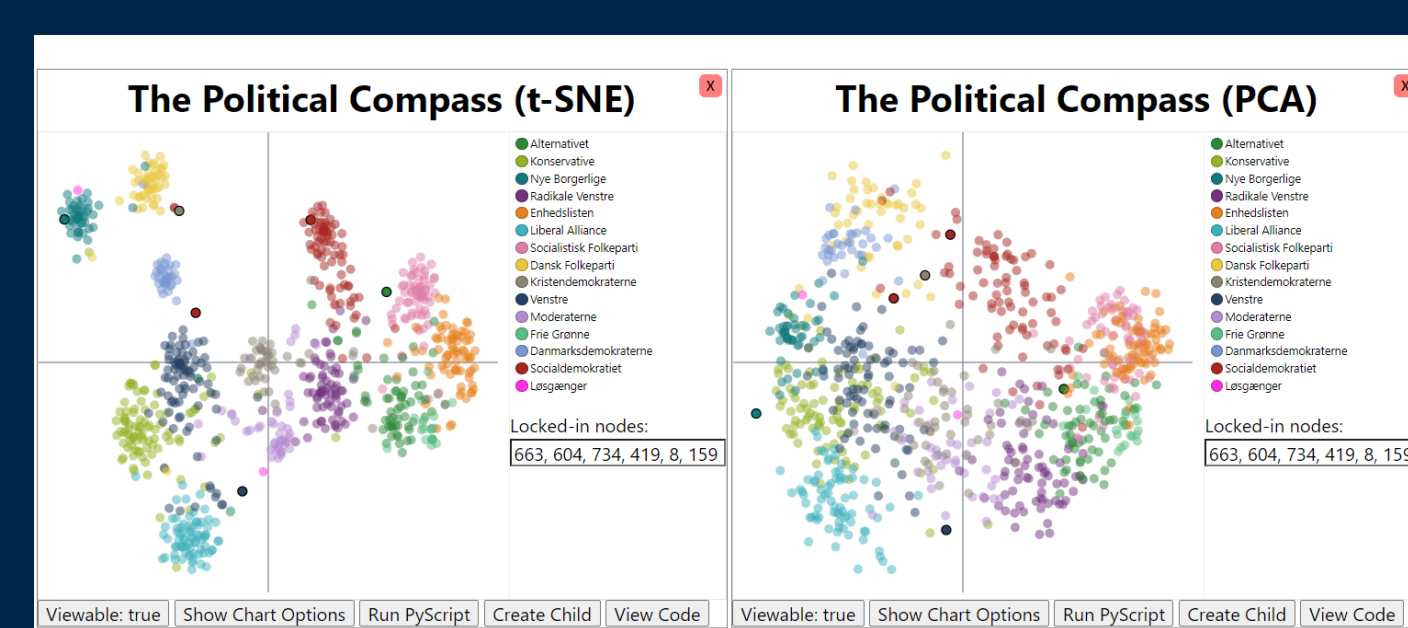 The Political Compass (t-SNE)
X
Alternativet
Konservative
Nye Borgerlige
Radikale Venstre
Enhedslisten
Liberal Alliance
Socialistisk Folkeparti
Dansk Folkeparti
Kristendemokraterne
Venstre
Moderaterne
Frie Grønne
Danmarksdemokraterne
Socialdemokratiet
Løsgænger
Locked-in nodes:
663, 604, 734, 419, 8, 159
Viewable: true
Show Chart Options
Run PyScript
Create Child
View Code
The Political Compass (PCA)
X
Alternativet
Konservative
Nye Borgerlige
Radikale Venstre
Enhedslisten
Liberal Alliance
Socialistisk Folkeparti
Dansk Folkeparti
Kristendemokraterne
Venstre
Moderaterne
Frie Grønne
Danmarksdemokraterne
Socialdemokratiet
Løsgænger
Locked-in nodes:
663, 604, 734, 419, 8, 159
Viewable: true
Show Chart Options
Run PyScript
Create Child
View Code